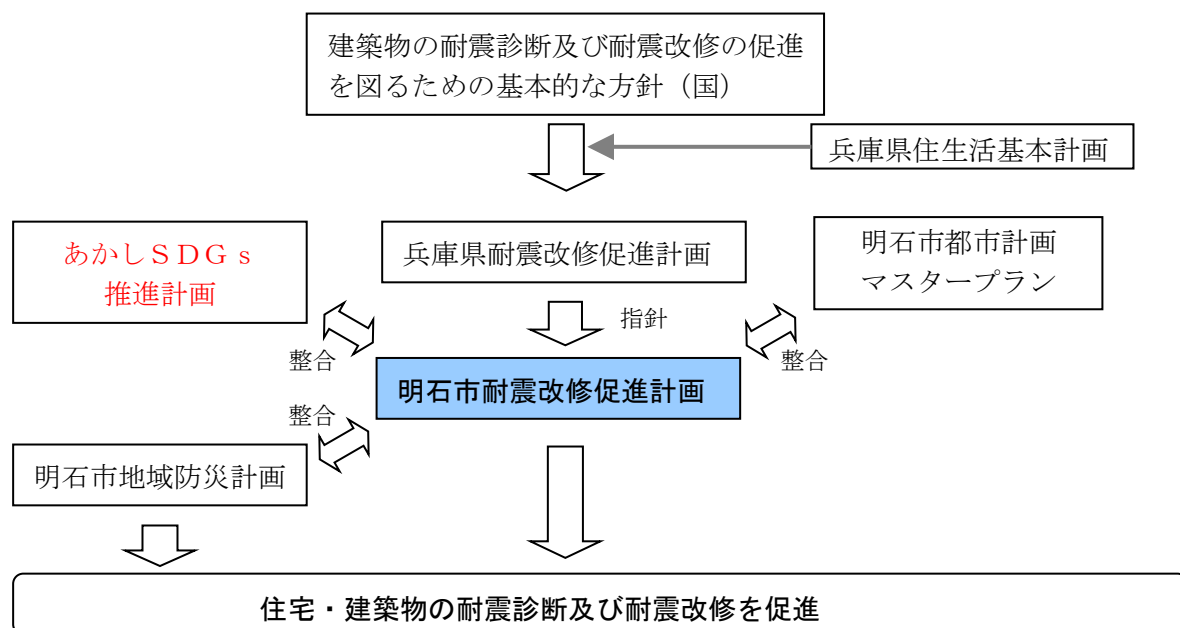 建築物の耐震診断及び耐震改修の促進
を図るための基本的な方針（国）
兵庫県住生活基本計画
あかしＳＤＧｓ
推進計画
兵庫県耐震改修促進計画
明石市都市計画
マスタープラン
指針
整合
整合
明石市耐震改修促進計画
整合
明石市地域防災計画
住宅・建築物の耐震診断及び耐震改修を促進